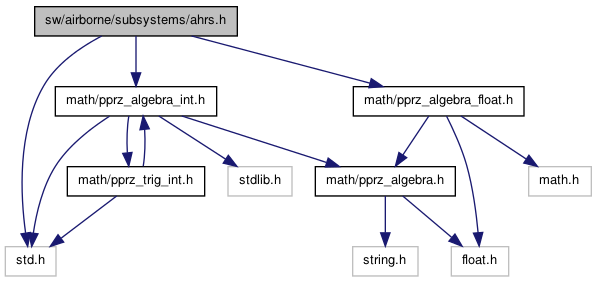 sw/airborne/subsystems/ahrs.h
math/pprz_algebra_int.h
math/pprz_algebra_float.h
math/pprz_trig_int.h
stdlib.h
math/pprz_algebra.h
math.h
std.h
string.h
float.h